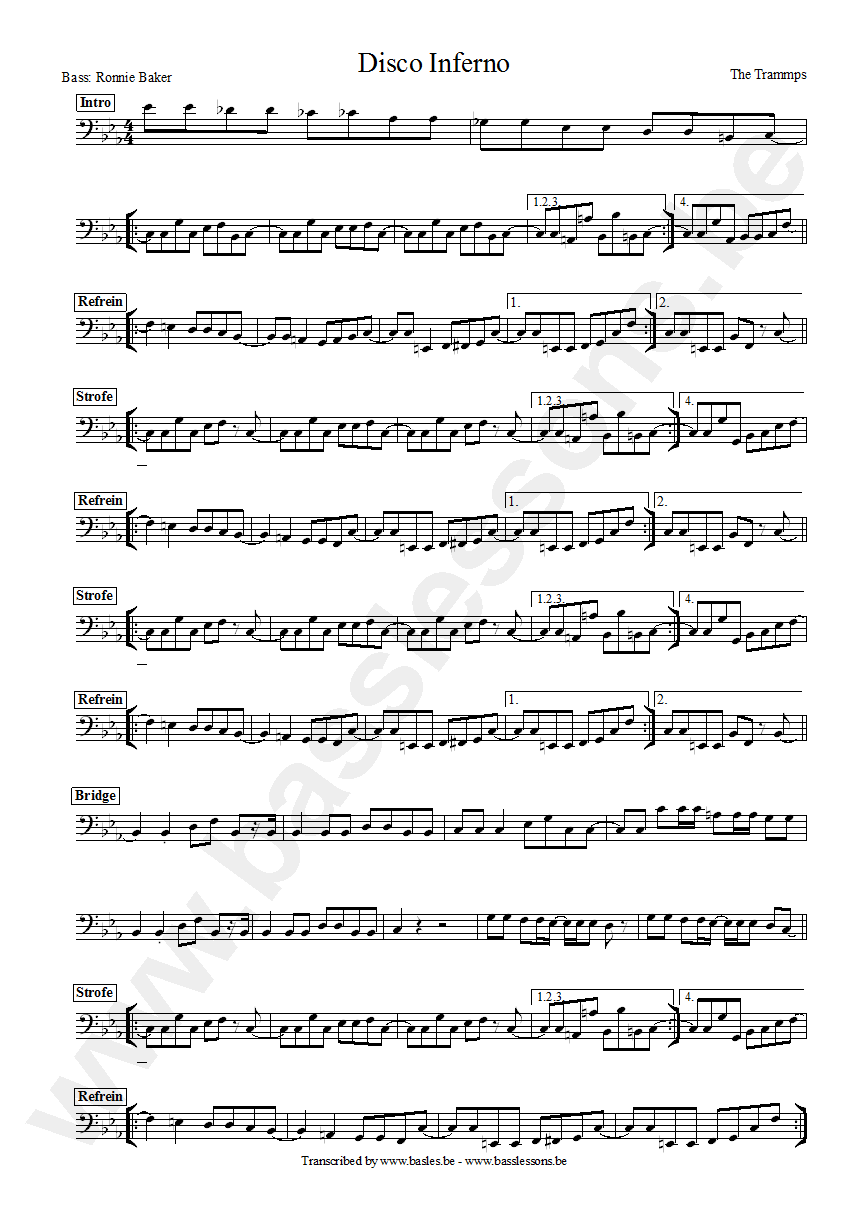 Disco Inferno
Bass: Ronnie Baker
The Trammps
Intro
4/4
1.2.3.
4.
Refrein
1.
2.
Strofe
1.2.3.
4.
Refrein
1.
2.
Strofe
1.2.3.
4.
Refrein
1.
2.
Bridge
Strofe
1.2.3.
4.
Refrein
Transcribed by www.basles.be - www.basslessons.be
www.basslessons.be